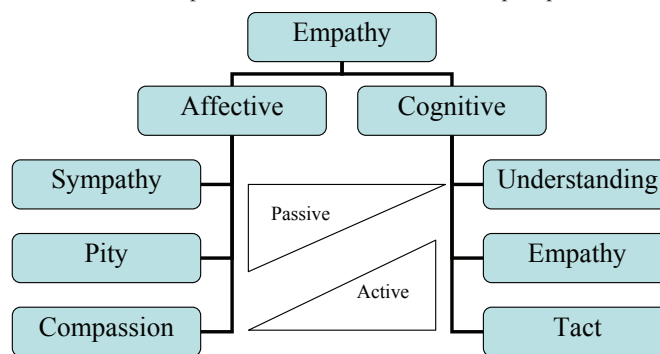 Empathy
Affective
Cognitive
Sympathy
Understanding
Passive
Pity
Empathy
Active
Compassion
Tact